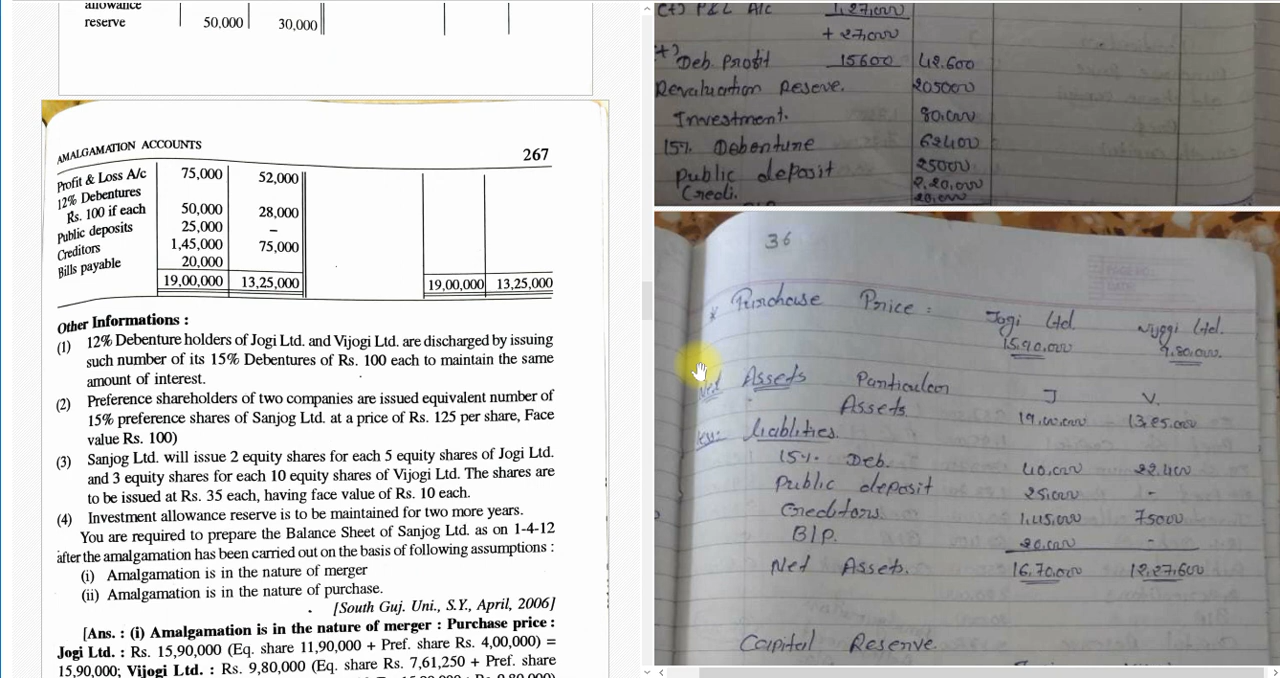 allowance
reserve 50,000 30,000
AMALGAMATION ACCOUNTS 267
Profit & Loss A/c 75,000 52,000
12% Debentures
Rs. 100 if each 50,000 28,000
Public deposits 25,000 –
Creditors 1,45,000 75,000
Bills payable 20,000
19,00,000 13,25,000 19,00,000 13,25,000
Other Informations :
(1) 12% Debenture holders of Jogi Ltd. and Vijogi Ltd. are discharged by issuing
such number of its 15% Debentures of Rs. 100 each to maintain the same
amount of interest.
(2) Preference shareholders of two companies are issued equivalent number of
15% preference shares of Sanjog Ltd. at a price of Rs. 125 per share, Face
value Rs. 100)
(3) Sanjog Ltd. will issue 2 equity shares for each 5 equity shares of Jogi Ltd.
and 3 equity shares for each 10 equity shares of Vijogi Ltd. The shares are
to be issued at Rs. 35 each, having face value of Rs. 10 each.
(4) Investment allowance reserve is to be maintained for two more years.
You are required to prepare the Balance Sheet of Sanjog Ltd. as on 1-4-12
after the amalgamation has been carried out on the basis of following assumptions :
(i) Amalgamation is in the nature of merger
(ii) Amalgamation is in the nature of purchase.
[South Guj. Uni., S.Y., April, 2006]
[Ans. : (i) Amalgamation is in the nature of merger : Purchase price :
Jogi Ltd. : Rs. 15,90,000 (Eq. share 11,90,000 + Pref. share Rs. 4,00,000) =
15,90,000; Vijogi Ltd. : Rs. 9,80,000 (Eq. share Rs. 7,61,250 + Pref. share
(+) P&L A/c 1,27,000
+ 27,000
(+) Deb. Profit 15600 42,600
Revaluation Reserve. 205000
Investment. 80,000
15% Debenture 62400
Public deposit 25000
Credi. 2,20,000
20,000
36
* Purchase Price : Jogi Ltd. Vijogi Ltd.
15,90,000 9,80,000.
Net Assets Particular J V.
Assets 19,00,000 13,25,000
Less: Liablities.
15% Deb. 40,000 22,400
Public deposit 25,000 -
Creditors 1,45,000 75000
B/P. 20,000 -
Net Assets. 16,70,000 12,27,600
Capital Reserve.